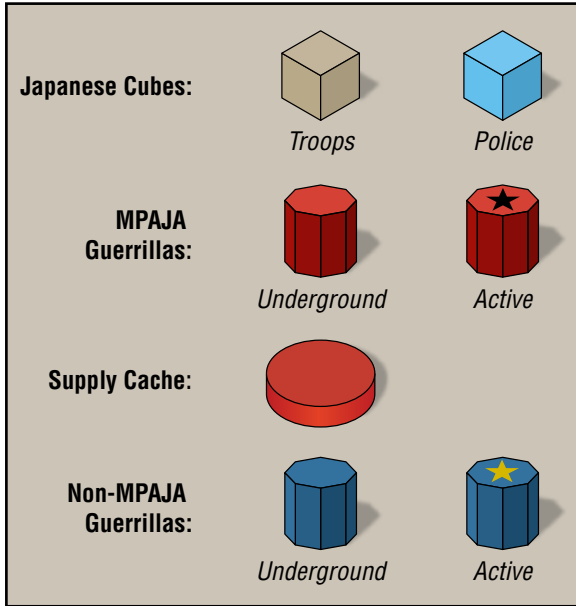 Japanese Cubes:
Troops
Police
MPAJA
Guerrillas:
Underground
Active
Supply Cache:
Non-MPAJA
Guerrillas:
Underground
Active